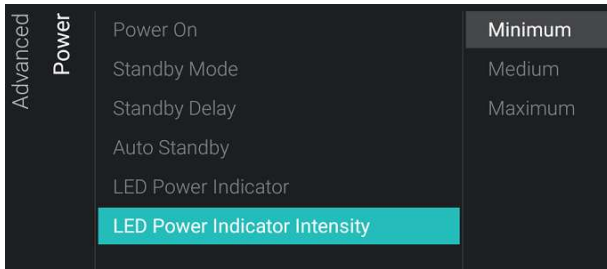 Advanced
Power
Power On
Standby Mode
Standby Delay
Auto Standby
LED Power Indicator
LED Power Indicator Intensity
Minimum
Medium
Maximum